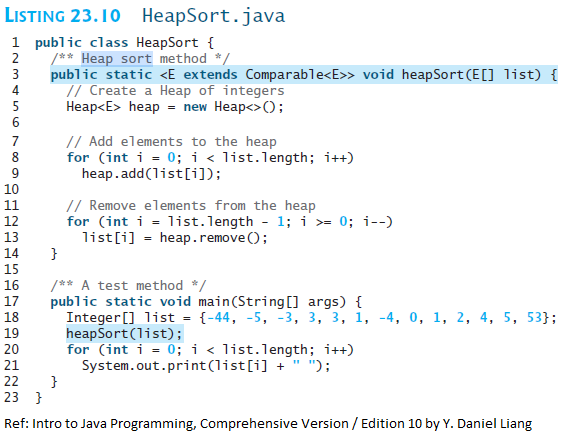 LISTING 23.10 HeapSort.java
1 public class HeapSort {
2   /** Heap sort method */
3   public static <E extends Comparable<E>> void heapSort(E[] list) {
4     // Create a Heap of integers
5     Heap<E> heap = new Heap<>();
6
7     // Add elements to the heap
8     for (int i = 0; i < list.length; i++)
9       heap.add(list[i]);
10
11     // Remove elements from the heap
12     for (int i = list.length - 1; i >= 0; i--)
13       list[i] = heap.remove();
14   }
15
16   /** A test method */
17   public static void main(String[] args) {
18     Integer[] list = {-44, -5, -3, 3, 3, 1, -4, 0, 1, 2, 4, 5, 53};
19     heapSort(list);
20     for (int i = 0; i < list.length; i++)
21       System.out.print(list[i] + " ");
22   }
23 }
Ref: Intro to Java Programming, Comprehensive Version / Edition 10 by Y. Daniel Liang